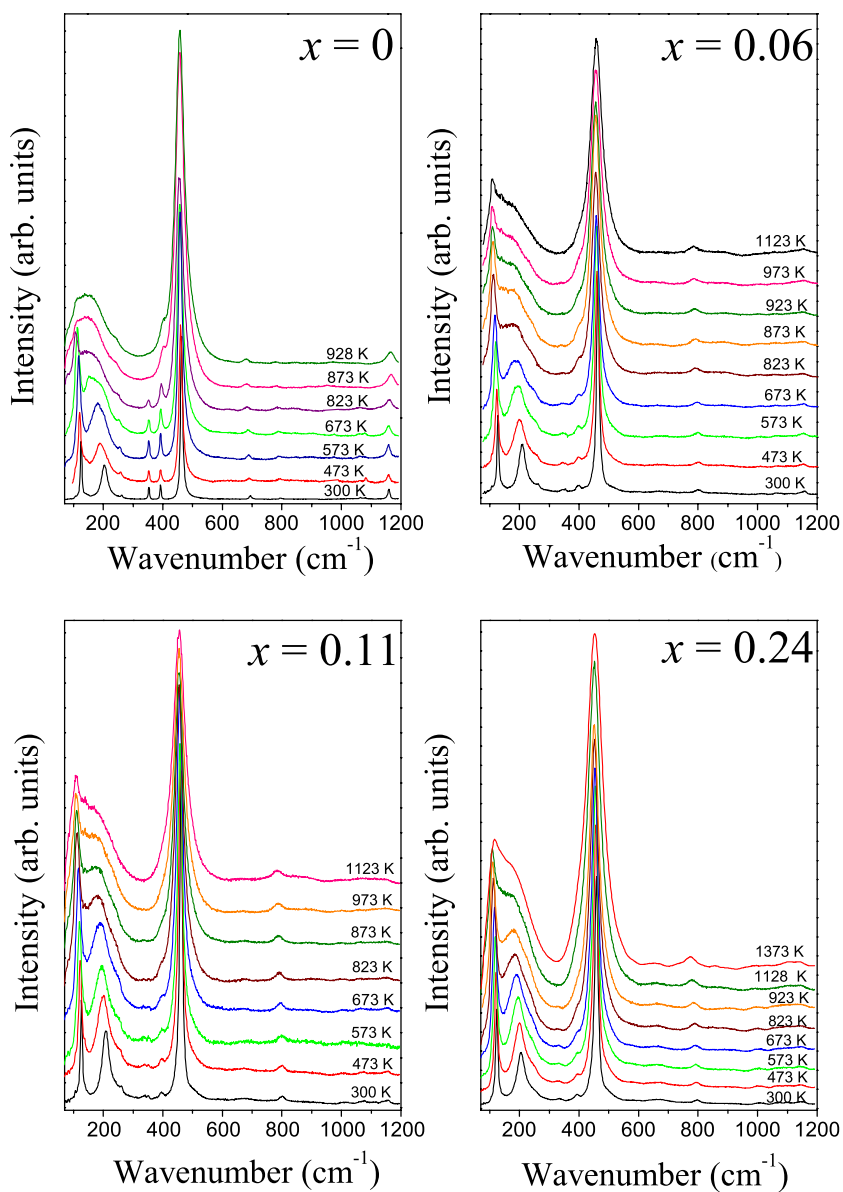 x = 0
Intensity (arb. units)
928 K
873 K
823 K
673 K
573 K
473 K
300 K
200 400 600 800 1000 1200
Wavenumber (cm-1)
x = 0.06
Intensity (arb. units)
1123 K
973 K
923 K
873 K
823 K
673 K
573 K
473 K
300 K
200 400 600 800 1000 1200
Wavenumber (cm-1)
x = 0.11
Intensity (arb. units)
1123 K
973 K
873 K
823 K
673 K
573 K
473 K
300 K
200 400 600 800 1000 1200
Wavenumber (cm-1)
x = 0.24
Intensity (arb. units)
1373 K
1128 K
923 K
823 K
673 K
573 K
473 K
300 K
200 400 600 800 1000 1200
Wavenumber (cm-1)